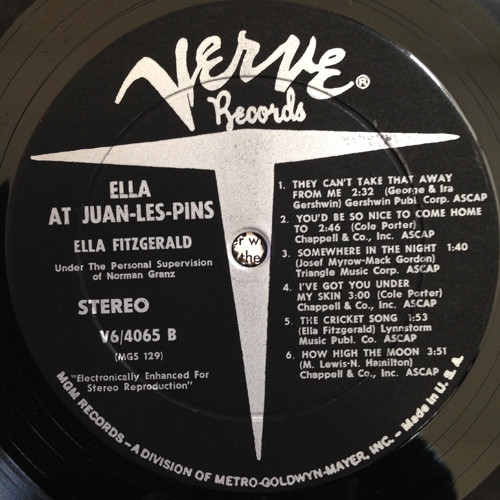 VERVE®
Records
ELLA
AT JUAN-LES-PINS
ELLA FITZGERALD
Under The Personal Supervision
of Norman Granz
STEREO
V6/4065 B
(MGS 129)
"Electronically Enhanced For
Stereo Reproduction"
1. THEY CAN'T TAKE THAT AWAY
FROM ME 2:32 (George & Ira
Gershwin) Gershwin Publ. Corp. ASCAP
2. YOU'D BE SO NICE TO COME HOME
TO 2:46 (Cole Porter)
Chappell & Co., Inc. ASCAP
3. SOMEWHERE IN THE NIGHT 1:40
(Josef Myrow-Mack Gordon)
Triangle Music Corp. ASCAP
4. I'VE GOT YOU UNDER
MY SKIN 3:00 (Cole Porter)
Chappell & Co., Inc. ASCAP
5. THE CRICKET SONG 1:53
(Ella Fitzgerald) Lynnstorm
Music Publ. Co. ASCAP
6. HOW HIGH THE MOON 3:51
(M. Lewis-N. Hamilton)
Chappell & Co., Inc. ASCAP
MGM RECORDS – A DIVISION OF METRO-GOLDWYN-MAYER, INC. – Made in U.S.A.